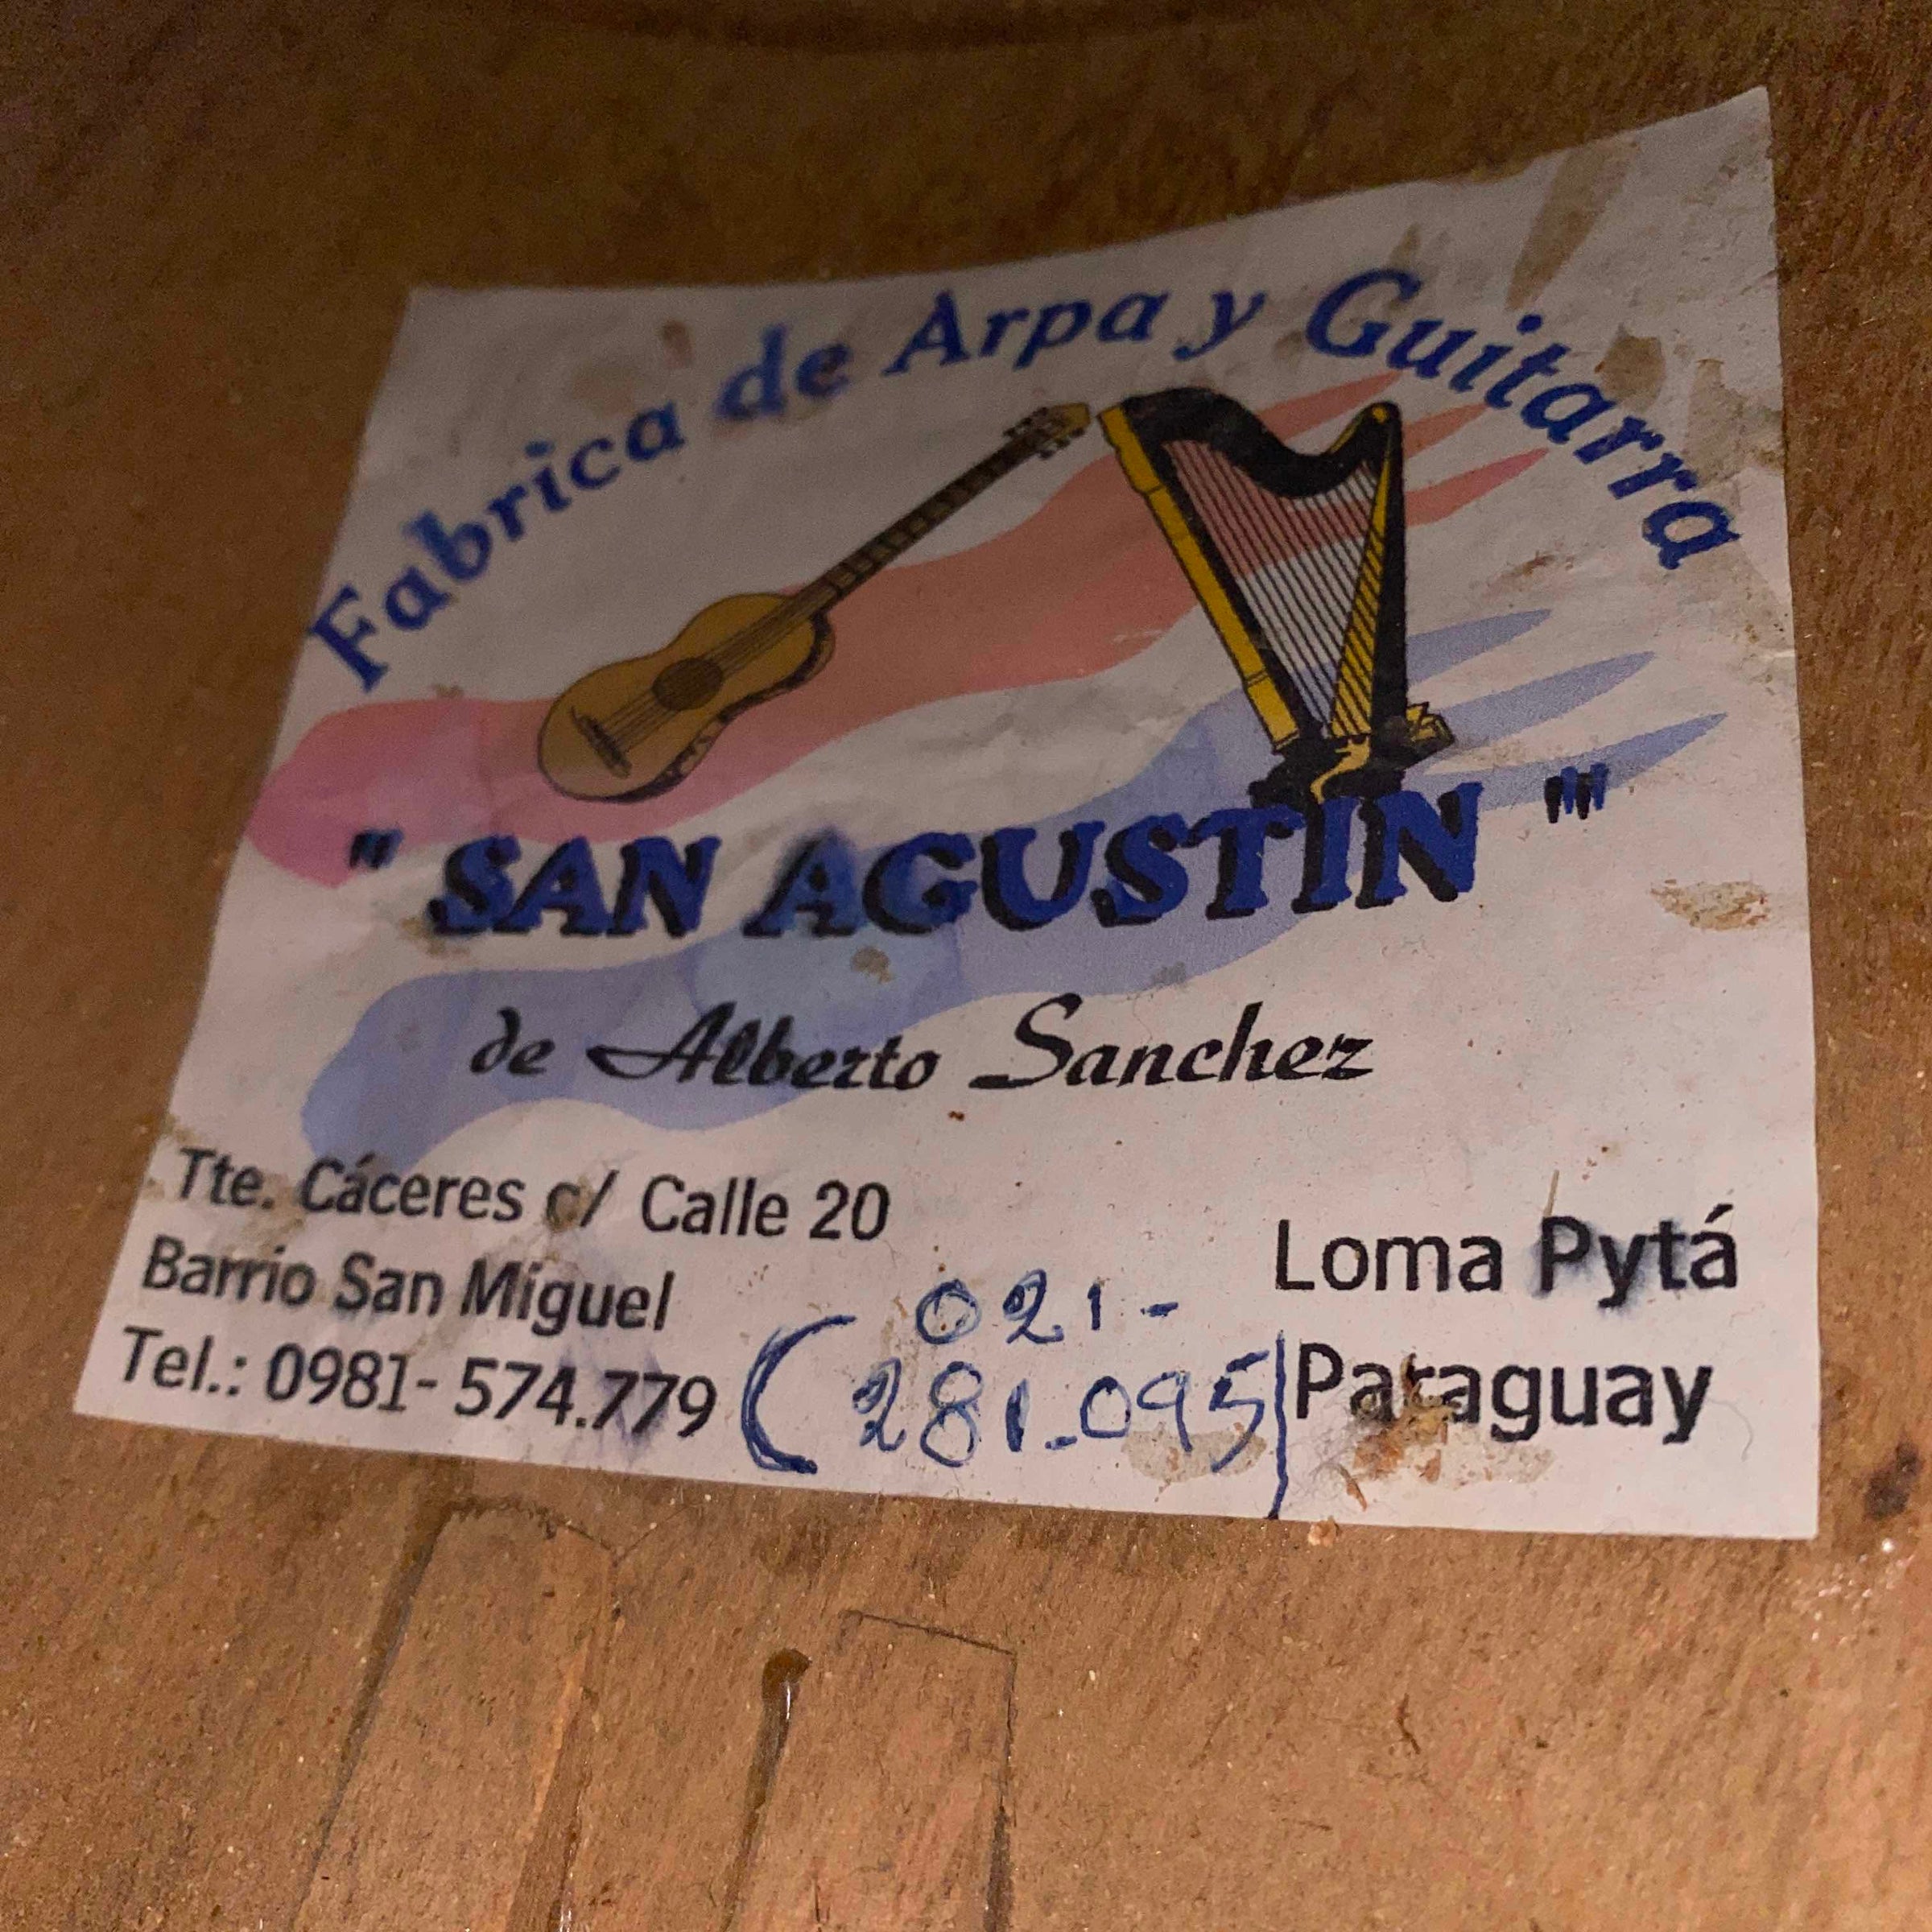 Fabrica de Arpa y Guitarra
" SAN AGUSTIN "
de Alberto Sanchez
Tte. Cáceres c/ Calle 20
Barrio San Miguel
Tel.: 0981- 574.779
(021-
281.095)
Loma Pytá
Paraguay